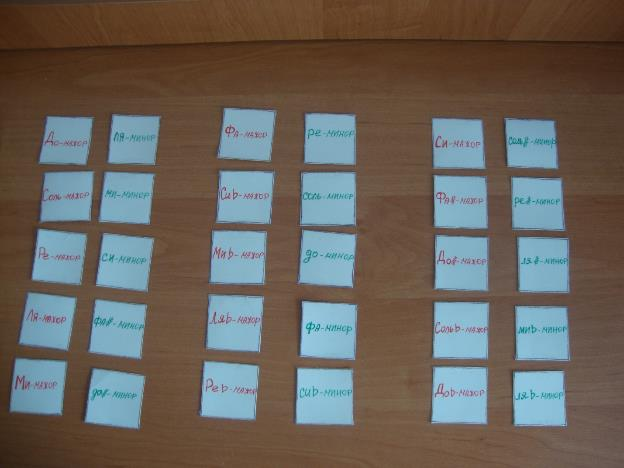 До-мажор ля-минор Фа-мажор ре-минор Си-мажор соль#-минор
Соль-мажор ми-минор Сиb-мажор соль-минор Фа#-мажор ре#-минор
Ре-мажор си-минор Миb-мажор до-минор До#-мажор ля#-минор
Ля-мажор фа#-минор Ляb-мажор фа-минор Сольb-мажор миb-минор
Ми-мажор до#-минор Реb-мажор сиb-минор Доb-мажор ляb-минор